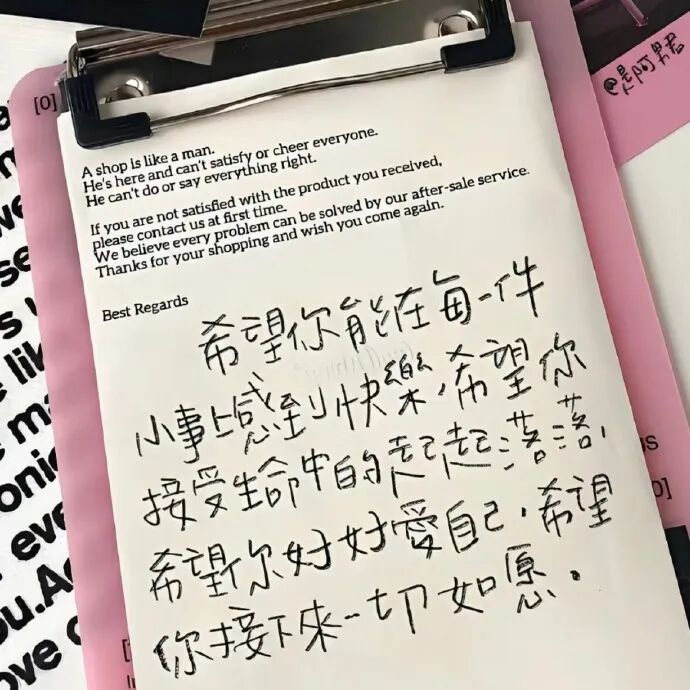 [0]
@是阿君君
A shop is like a man.
He's here and can't satisfy or cheer everyone.
He can't do or say everything right.
If you are not satisfied with the product you received,
please contact us at first time.
We believe every problem can be solved by our after-sale service.
Thanks for your shopping and wish you come again.
Best Regards
希望你能在每一件
小事上感到快樂,希望你
接受生命中的起起落落,
希望你好好愛自己,希望
你接下來一切如愿.